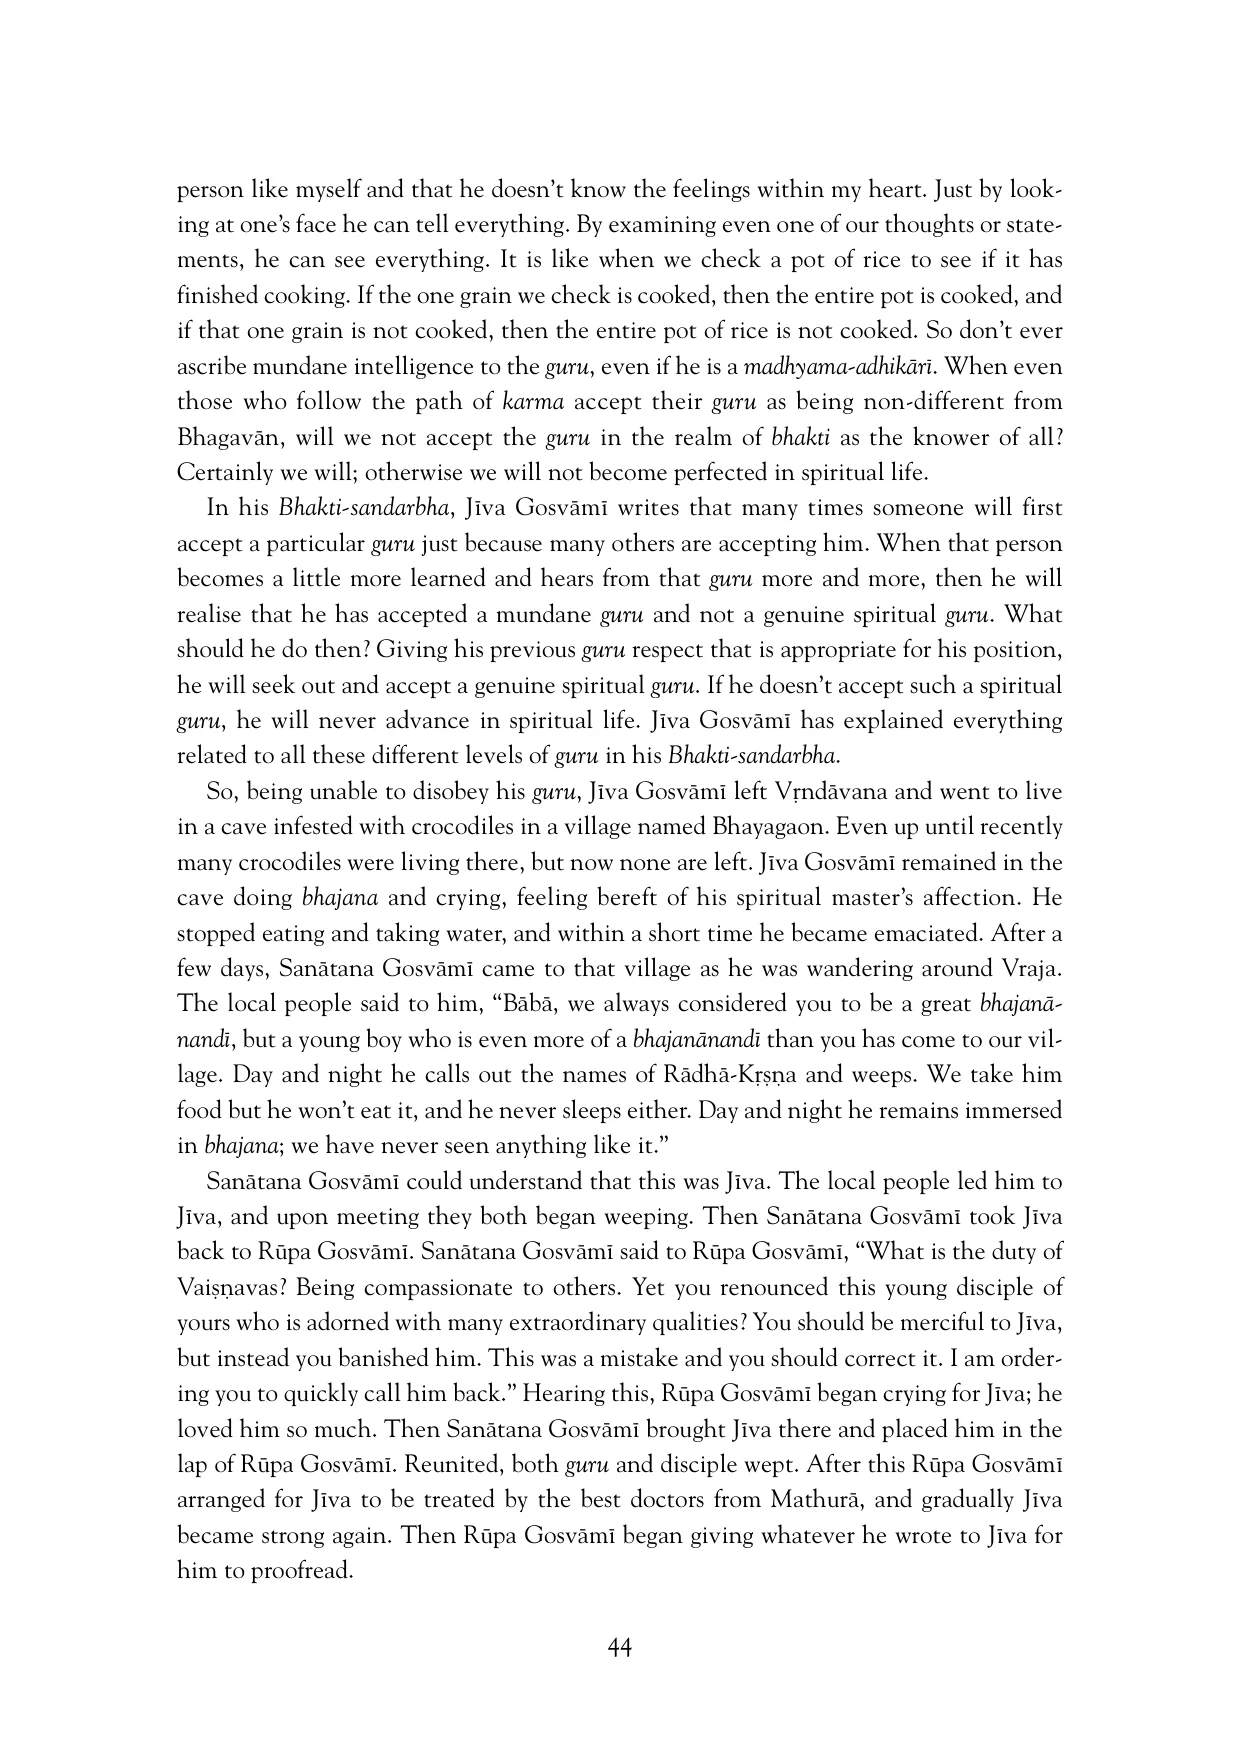 person like myself and that he doesn’t know the feelings within my heart. Just by look-
ing at one’s face he can tell everything. By examining even one of our thoughts or state-
ments, he can see everything. It is like when we check a pot of rice to see if it has
finished cooking. If the one grain we check is cooked, then the entire pot is cooked, and
if that one grain is not cooked, then the entire pot of rice is not cooked. So don’t ever
ascribe mundane intelligence to the guru, even if he is a madhyama-adhikārī. When even
those who follow the path of karma accept their guru as being non-different from
Bhagavān, will we not accept the guru in the realm of bhakti as the knower of all?
Certainly we will; otherwise we will not become perfected in spiritual life.
In his Bhakti-sandarbha, Jīva Gosvāmī writes that many times someone will first
accept a particular guru just because many others are accepting him. When that person
becomes a little more learned and hears from that guru more and more, then he will
realise that he has accepted a mundane guru and not a genuine spiritual guru. What
should he do then? Giving his previous guru respect that is appropriate for his position,
he will seek out and accept a genuine spiritual guru. If he doesn’t accept such a spiritual
guru, he will never advance in spiritual life. Jīva Gosvāmī has explained everything
related to all these different levels of guru in his Bhakti-sandarbha.
So, being unable to disobey his guru, Jīva Gosvāmī left Vṛndāvana and went to live
in a cave infested with crocodiles in a village named Bhayagaon. Even up until recently
many crocodiles were living there, but now none are left. Jīva Gosvāmī remained in the
cave doing bhajana and crying, feeling bereft of his spiritual master’s affection. He
stopped eating and taking water, and within a short time he became emaciated. After a
few days, Sanātana Gosvāmī came to that village as he was wandering around Vraja.
The local people said to him, “Bābā, we always considered you to be a great bhajanā-
nandī, but a young boy who is even more of a bhajanānandī than you has come to our vil-
lage. Day and night he calls out the names of Rādhā-Kṛṣṇa and weeps. We take him
food but he won’t eat it, and he never sleeps either. Day and night he remains immersed
in bhajana; we have never seen anything like it.”
Sanātana Gosvāmī could understand that this was Jīva. The local people led him to
Jīva, and upon meeting they both began weeping. Then Sanātana Gosvāmī took Jīva
back to Rūpa Gosvāmī. Sanātana Gosvāmī said to Rūpa Gosvāmī, “What is the duty of
Vaiṣṇavas? Being compassionate to others. Yet you renounced this young disciple of
yours who is adorned with many extraordinary qualities? You should be merciful to Jīva,
but instead you banished him. This was a mistake and you should correct it. I am order-
ing you to quickly call him back.” Hearing this, Rūpa Gosvāmī began crying for Jīva; he
loved him so much. Then Sanātana Gosvāmī brought Jīva there and placed him in the
lap of Rūpa Gosvāmī. Reunited, both guru and disciple wept. After this Rūpa Gosvāmī
arranged for Jīva to be treated by the best doctors from Mathurā, and gradually Jīva
became strong again. Then Rūpa Gosvāmī began giving whatever he wrote to Jīva for
him to proofread.
44